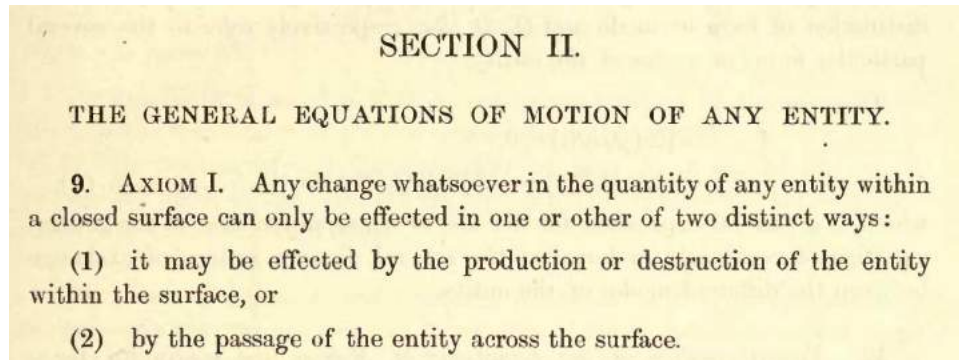 SECTION II.
THE GENERAL EQUATIONS OF MOTION OF ANY ENTITY.
9. AXIOM I. Any change whatsoever in the quantity of any entity within
a closed surface can only be effected in one or other of two distinct ways:
(1) it may be effected by the production or destruction of the entity
within the surface, or
(2) by the passage of the entity across the surface.